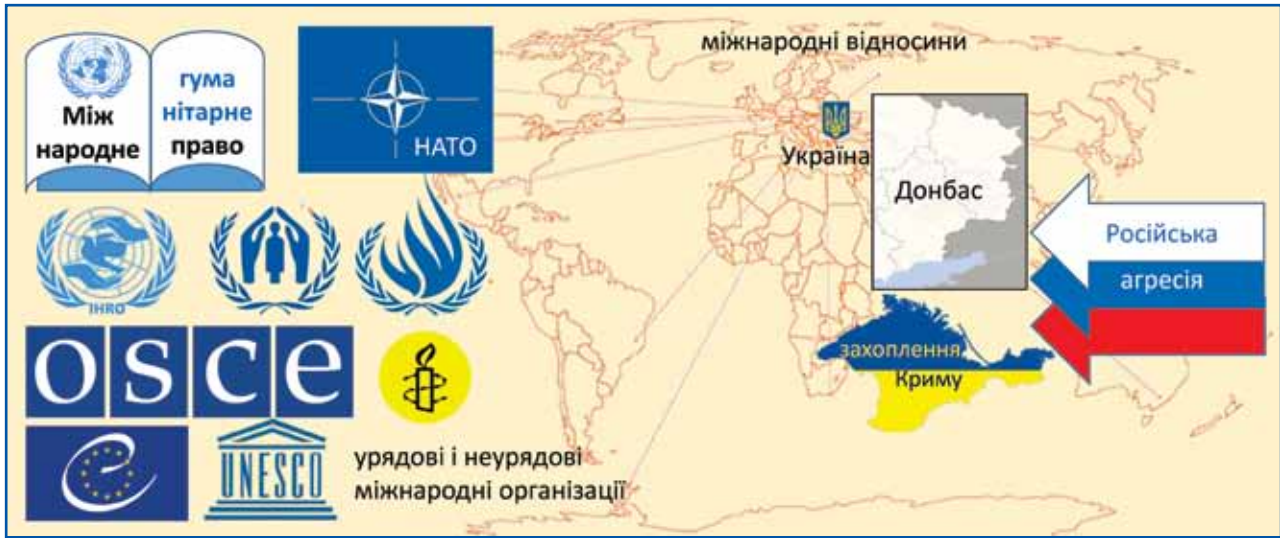 Між
народне
гума
нітарне
право
НАТО
міжнародні відносини
Україна
Донбас
Російська
агресія
захоплення
Криму
IHRO
osce
UNESCO
урядові і неурядові
міжнародні організації